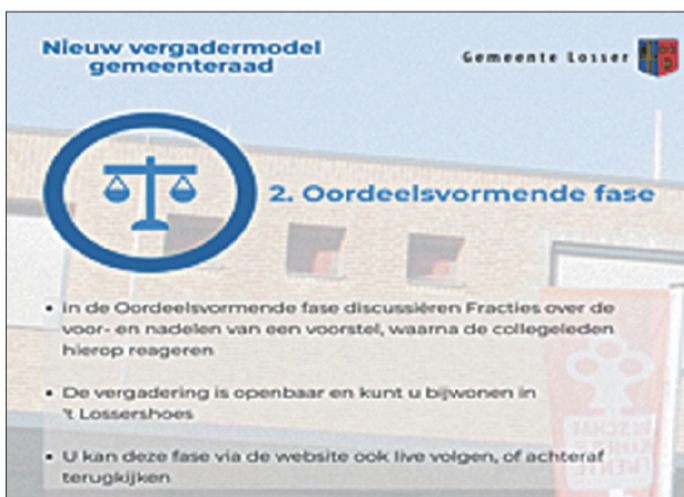 Nieuw vergadermodel
gemeenteraad
Gemeente Losser
2. Oordeelsvormende fase
• In de Oordeelsvormende fase discussiëren Fracties over de
voor- en nadelen van een voorstel, waarna de collegeleden
hierop reageren
• De vergadering is openbaar en kunt u bijwonen in
't Lossershoes
• U kan deze fase via de website ook live volgen, of achteraf
terugkijken